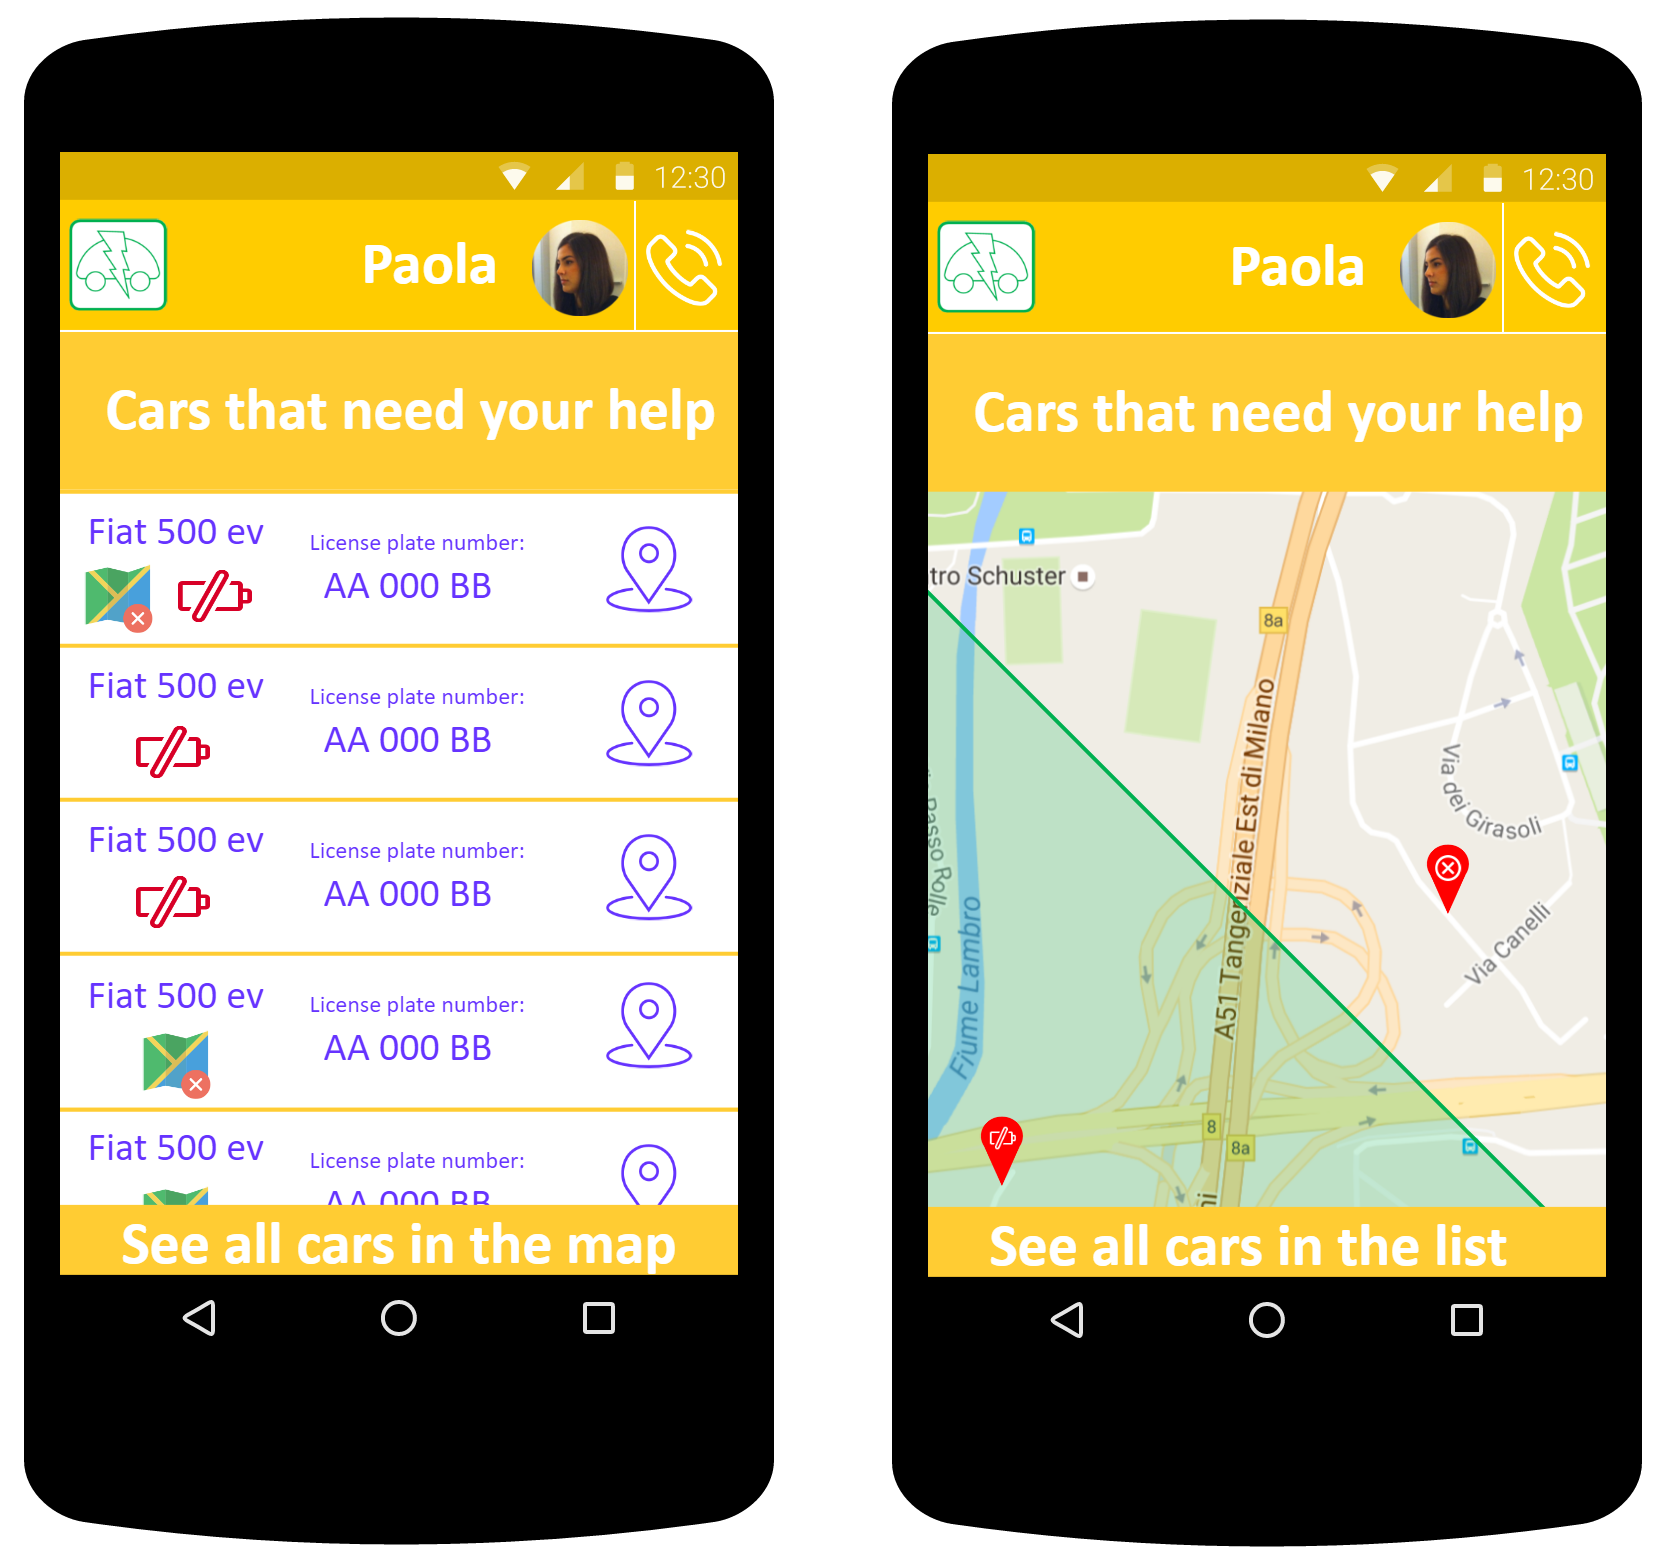 12:30
Paola
Cars that need your help
Fiat 500 ev
License plate number:
AA 000 BB
Fiat 500 ev
License plate number:
AA 000 BB
Fiat 500 ev
License plate number:
AA 000 BB
Fiat 500 ev
License plate number:
AA 000 BB
Fiat 500 ev
License plate number:
AA 000 BB
See all cars in the map
12:30
Paola
Cars that need your help
tro Schuster
8a
A51 Tangenziale Est di Milano
Via dei Girasoli
Passo Rolle
Fiume Lambro
Via Canelli
8
8a
ni
See all cars in the list